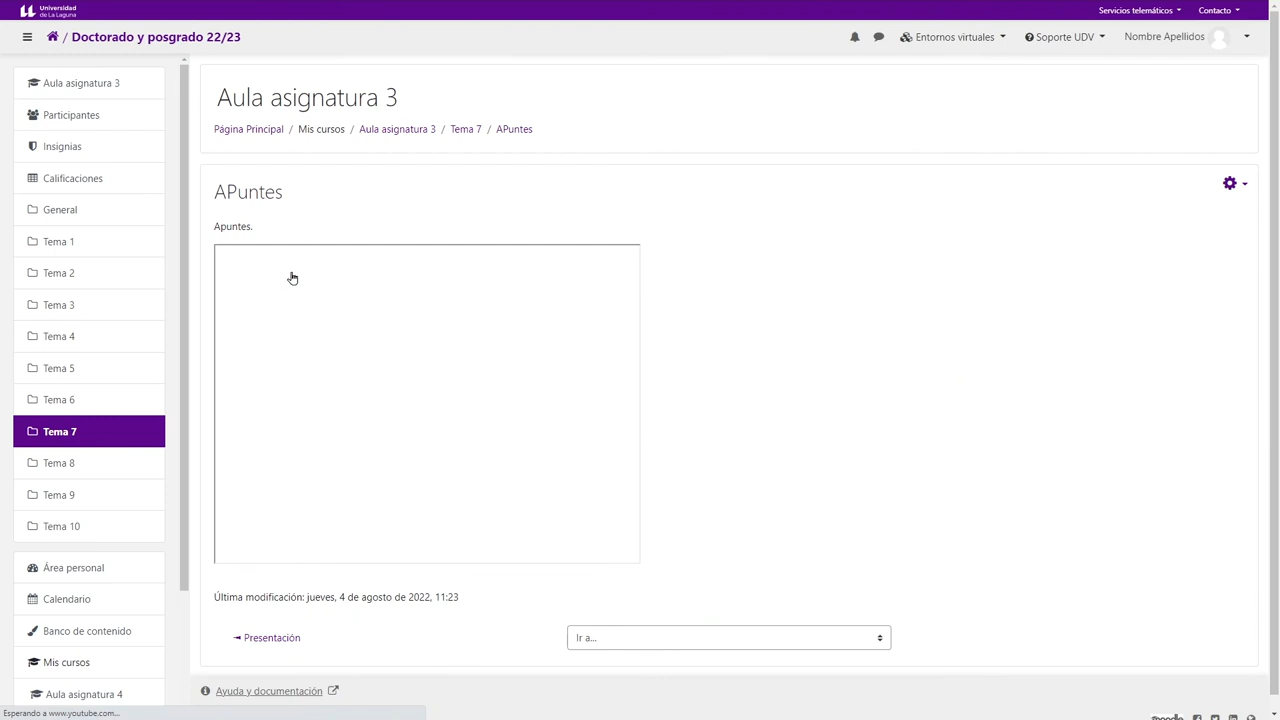 Universidad
de La Laguna
Servicios telemáticos
Contacto
/ Doctorado y posgrado 22/23
Entornos virtuales
Soporte UDV
Nombre Apellidos
Aula asignatura 3
Participantes
Insignias
Calificaciones
General
Tema 1
Tema 2
Tema 3
Tema 4
Tema 5
Tema 6
Tema 7
Tema 8
Tema 9
Tema 10
Área personal
Calendario
Banco de contenido
Mis cursos
Aula asignatura 4
Aula asignatura 3
Página Principal / Mis cursos / Aula asignatura 3 / Tema 7 / APuntes
APuntes
Apuntes.
Última modificación: jueves, 4 de agosto de 2022, 11:23
Presentación
Ir a...
Ayuda y documentación
Esperando a www.youtube.com...